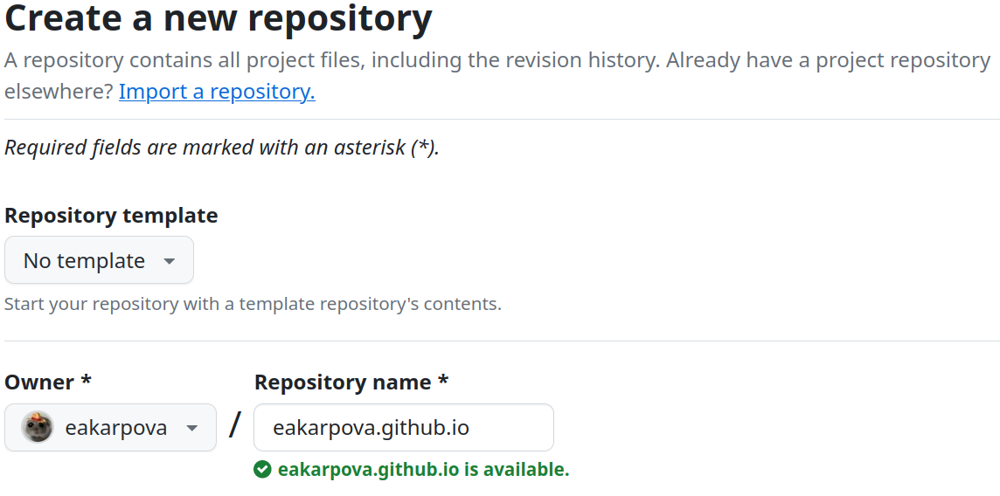 Create a new repository
A repository contains all project files, including the revision history. Already have a project repository
elsewhere? Import a repository.
Required fields are marked with an asterisk (*).
Repository template
No template
Start your repository with a template repository's contents.
Owner *
Repository name *
eakarpova / eakarpova.github.io
eakarpova.github.io is available.